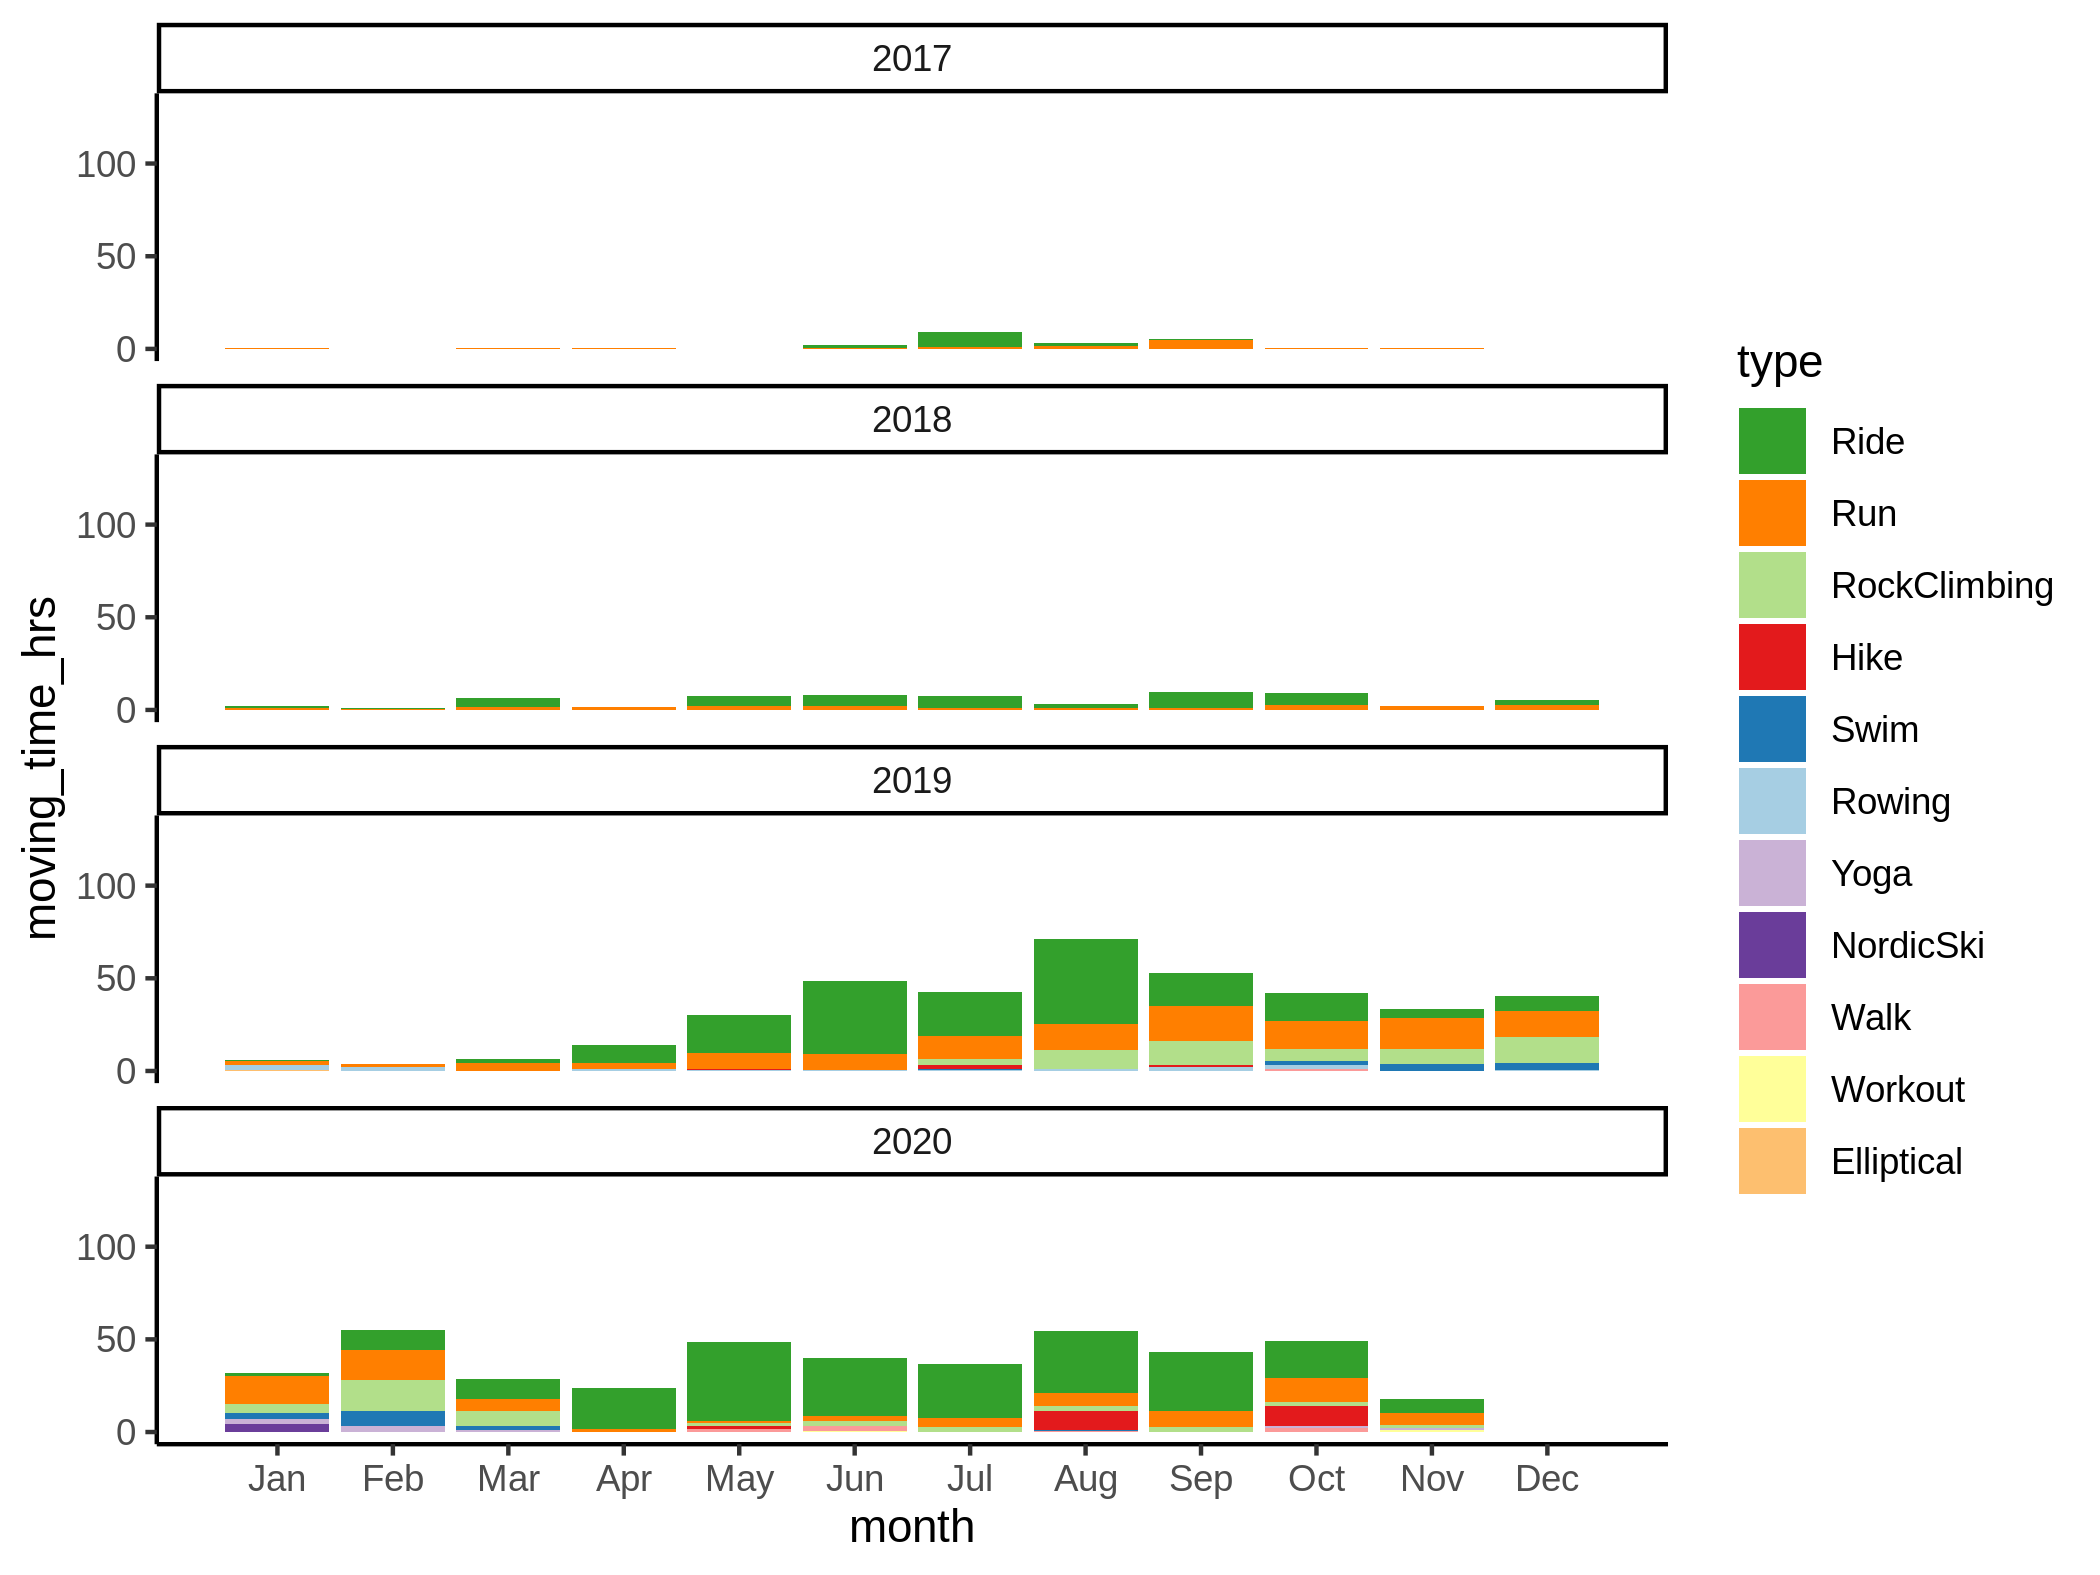 2017
100
50
0
2018
100
50
0
2019
100
50
0
2020
100
50
0
Jan Feb Mar Apr May Jun Jul Aug Sep Oct Nov Dec
month
moving_time_hrs
type
Ride
Run
RockClimbing
Hike
Swim
Rowing
Yoga
NordicSki
Walk
Workout
Elliptical